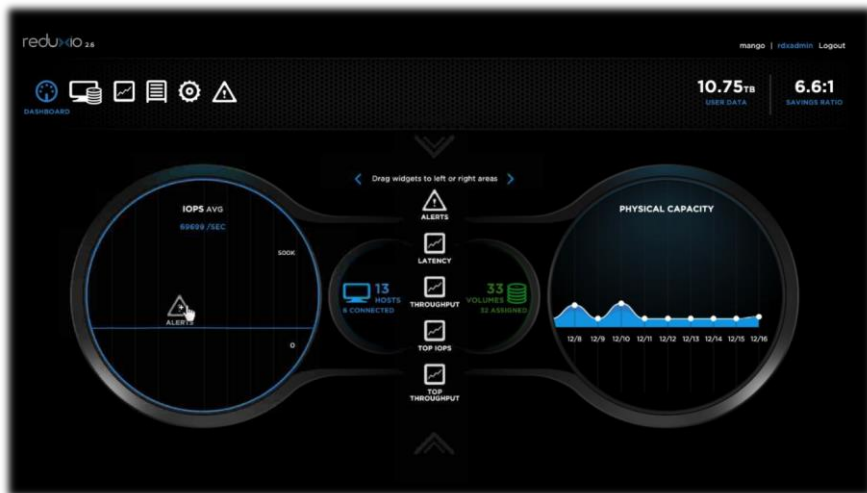 reduxio 2.6
mango | rdxadmin Logout
DASHBOARD
10.75TB
USER DATA
6.6:1
SAVINGS RATIO
Drag widgets to left or right areas
IOPS AVG
/SEC
500K
0
ALERTS
ALERTS
LATENCY
THROUGHPUT
TOP IOPS
TOP
THROUGHPUT
13
HOSTS
6 CONNECTED
33
VOLUMES
32 ASSIGNED
PHYSICAL CAPACITY
12/8 12/9 12/10 12/11 12/12 12/13 12/14 12/15 12/16